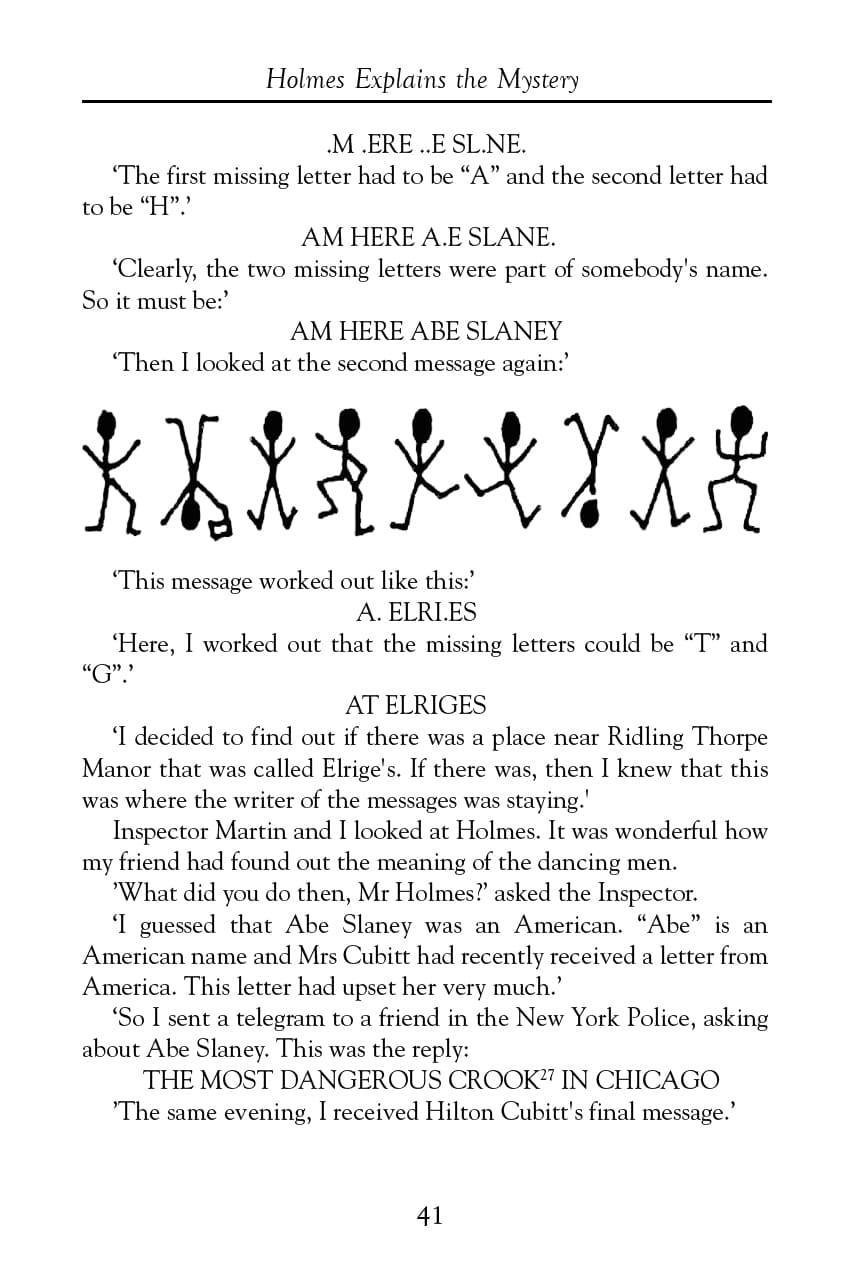 Holmes Explains the Mystery
.M .ERE ..E SL.NE.
‘The first missing letter had to be “A” and the second letter had
to be “H”.’
AM HERE A.E SLANE.
‘Clearly, the two missing letters were part of somebody's name.
So it must be:’
AM HERE ABE SLANEY
‘Then I looked at the second message again:’
‘This message worked out like this:’
A. ELRI.ES
‘Here, I worked out that the missing letters could be “T” and
“G”.’
AT ELRIGES
‘I decided to find out if there was a place near Ridling Thorpe
Manor that was called Elrige's. If there was, then I knew that this
was where the writer of the messages was staying.'
Inspector Martin and I looked at Holmes. It was wonderful how
my friend had found out the meaning of the dancing men.
’What did you do then, Mr Holmes?’ asked the Inspector.
‘I guessed that Abe Slaney was an American. “Abe” is an
American name and Mrs Cubitt had recently received a letter from
America. This letter had upset her very much.’
‘So I sent a telegram to a friend in the New York Police, asking
about Abe Slaney. This was the reply:
THE MOST DANGEROUS CROOK²⁷ IN CHICAGO
’The same evening, I received Hilton Cubitt's final message.’
41